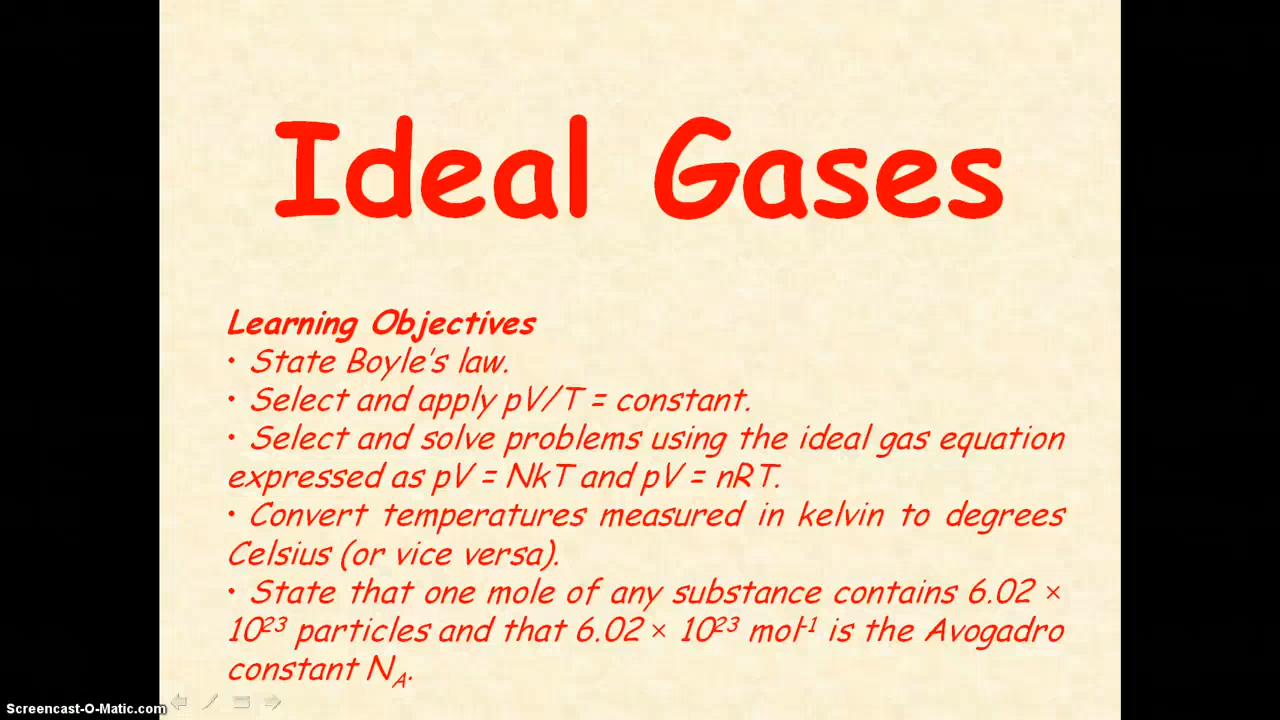 Ideal Gases
Learning Objectives
• State Boyle's law.
• Select and apply pV/T = constant.
• Select and solve problems using the ideal gas equation
expressed as pV = NkT and pV = nRT.
• Convert temperatures measured in kelvin to degrees
Celsius (or vice versa).
• State that one mole of any substance contains 6.02 ×
10²³ particles and that 6.02 × 10²³ mol⁻¹ is the Avogadro
constant N_A.
Screencast-O-Matic.com